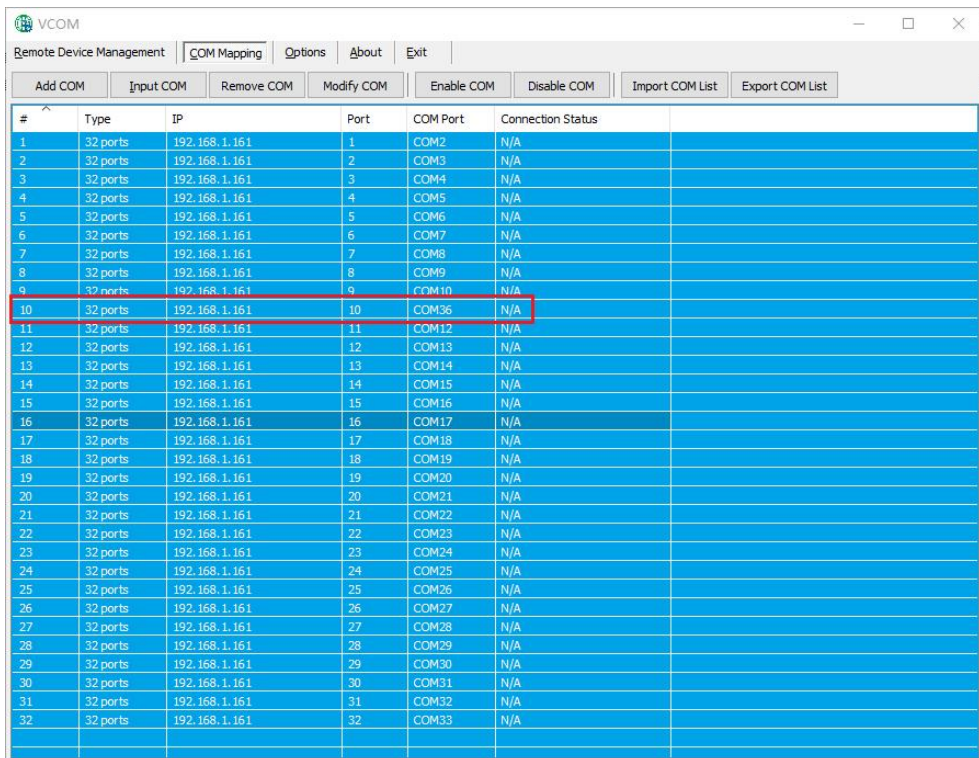 VCOM
Remote Device Management COM Mapping Options About Exit
Add COM Input COM Remove COM Modify COM Enable COM Disable COM Import COM List Export COM List
# Type IP Port COM Port Connection Status
1 32 ports 192.168.1.161 1 COM2 N/A
2 32 ports 192.168.1.161 2 COM3 N/A
3 32 ports 192.168.1.161 3 COM4 N/A
4 32 ports 192.168.1.161 4 COM5 N/A
5 32 ports 192.168.1.161 5 COM6 N/A
6 32 ports 192.168.1.161 6 COM7 N/A
7 32 ports 192.168.1.161 7 COM8 N/A
8 32 ports 192.168.1.161 8 COM9 N/A
9 32 ports 192.168.1.161 9 COM10 N/A
10 32 ports 192.168.1.161 10 COM36 N/A
11 32 ports 192.168.1.161 11 COM12 N/A
12 32 ports 192.168.1.161 12 COM13 N/A
13 32 ports 192.168.1.161 13 COM14 N/A
14 32 ports 192.168.1.161 14 COM15 N/A
15 32 ports 192.168.1.161 15 COM16 N/A
16 32 ports 192.168.1.161 16 COM17 N/A
17 32 ports 192.168.1.161 17 COM18 N/A
18 32 ports 192.168.1.161 18 COM19 N/A
19 32 ports 192.168.1.161 19 COM20 N/A
20 32 ports 192.168.1.161 20 COM21 N/A
21 32 ports 192.168.1.161 21 COM22 N/A
22 32 ports 192.168.1.161 22 COM23 N/A
23 32 ports 192.168.1.161 23 COM24 N/A
24 32 ports 192.168.1.161 24 COM25 N/A
25 32 ports 192.168.1.161 25 COM26 N/A
26 32 ports 192.168.1.161 26 COM27 N/A
27 32 ports 192.168.1.161 27 COM28 N/A
28 32 ports 192.168.1.161 28 COM29 N/A
29 32 ports 192.168.1.161 29 COM30 N/A
30 32 ports 192.168.1.161 30 COM31 N/A
31 32 ports 192.168.1.161 31 COM32 N/A
32 32 ports 192.168.1.161 32 COM33 N/A